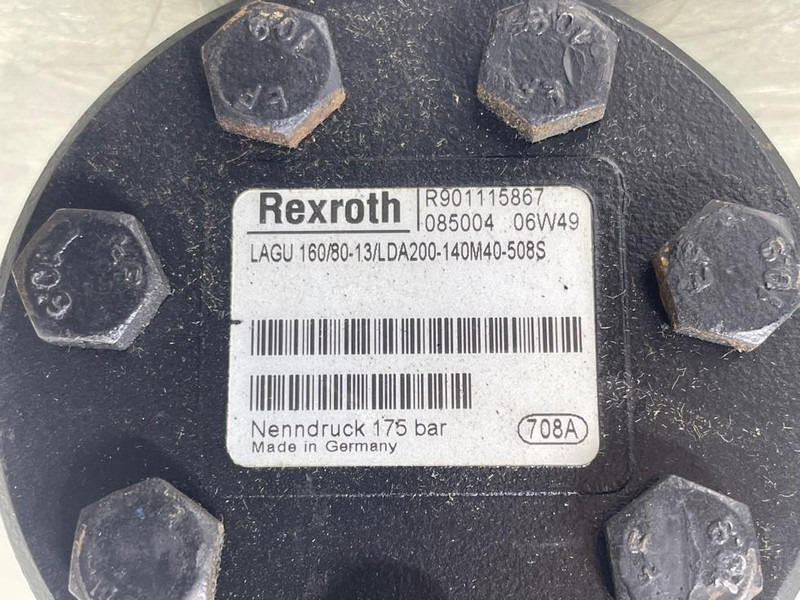 Rexroth
R901115867
085004 06W49
LAGU 160/80-13/LDA200-140M40-508S
Nenndruck 175 bar
708A
Made in Germany